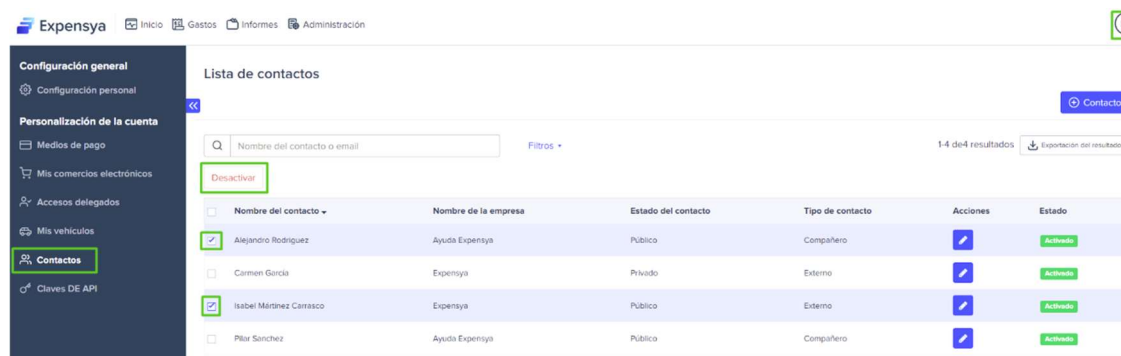 Expensya Inicio Gastos Informes Administración
Configuración general
Configuración personal
Personalización de la cuenta
Medios de pago
Mis comercios electrónicos
Accesos delegados
Mis vehículos
Contactos
Claves DE API
Lista de contactos
Contacto
Nombre del contacto o email Filtros 1-4 de4 resultados Exportación del resultado
Desactivar
Nombre del contacto Nombre de la empresa Estado del contacto Tipo de contacto Acciones Estado
Alejandro Rodriguez Ayuda Expensya Público Compañero Activado
Carmen García Expensya Privado Externo Activado
Isabel Mártinez Carrasco Expensya Público Externo Activado
Pilar Sanchez Ayuda Expensya Público Compañero Activado